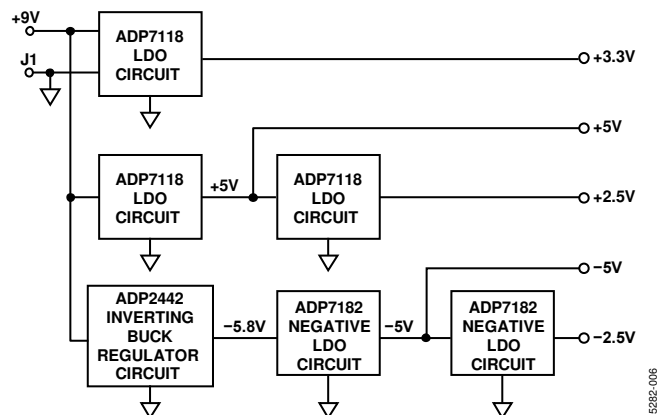 +9V
J1
ADP7118
LDO
CIRCUIT
+3.3V
+5V
ADP7118
LDO
CIRCUIT
+5V
ADP7118
LDO
CIRCUIT
+2.5V
−5V
ADP2442
INVERTING
BUCK
REGULATOR
CIRCUIT
−5.8V
ADP7182
NEGATIVE
LDO
CIRCUIT
−5V
ADP7182
NEGATIVE
LDO
CIRCUIT
−2.5V
5282-006